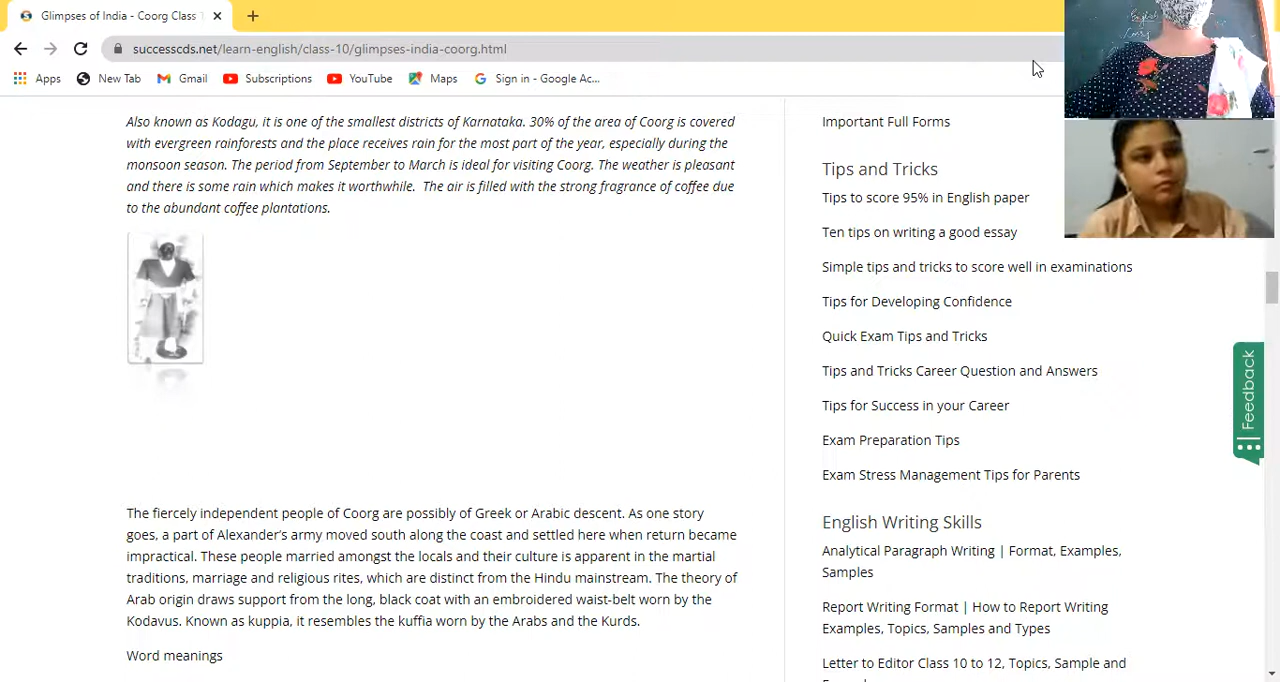 Glimpses of India - Coorg Class
successcds.net/learn-english/class-10/glimpses-india-coorg.html
Apps New Tab Gmail Subscriptions YouTube Maps Sign in - Google Ac...
English
Also known as Kodagu, it is one of the smallest districts of Karnataka. 30% of the area of Coorg is covered
with evergreen rainforests and the place receives rain for the most part of the year, especially during the
monsoon season. The period from September to March is ideal for visiting Coorg. The weather is pleasant
and there is some rain which makes it worthwhile. The air is filled with the strong fragrance of coffee due
to the abundant coffee plantations.
The fiercely independent people of Coorg are possibly of Greek or Arabic descent. As one story
goes, a part of Alexander's army moved south along the coast and settled here when return became
impractical. These people married amongst the locals and their culture is apparent in the martial
traditions, marriage and religious rites, which are distinct from the Hindu mainstream. The theory of
Arab origin draws support from the long, black coat with an embroidered waist-belt worn by the
Kodavus. Known as kuppia, it resembles the kuffia worn by the Arabs and the Kurds.
Word meanings
Important Full Forms
Tips and Tricks
Tips to score 95% in English paper
Ten tips on writing a good essay
Simple tips and tricks to score well in examinations
Tips for Developing Confidence
Quick Exam Tips and Tricks
Tips and Tricks Career Question and Answers
Tips for Success in your Career
Exam Preparation Tips
Exam Stress Management Tips for Parents
English Writing Skills
Analytical Paragraph Writing | Format, Examples,
Samples
Report Writing Format | How to Report Writing
Examples, Topics, Samples and Types
Letter to Editor Class 10 to 12, Topics, Sample and
Feedback